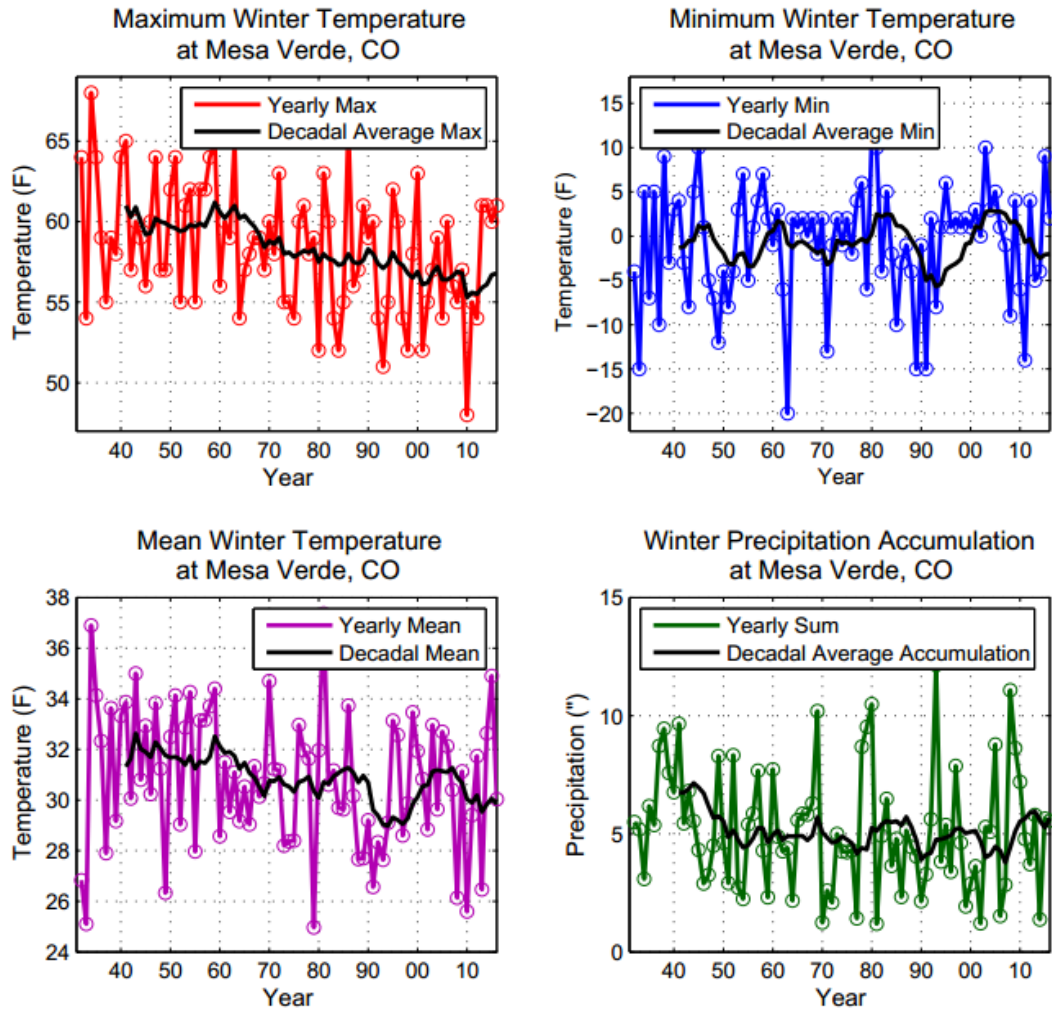 Maximum Winter Temperature
at Mesa Verde, CO
Yearly Max
Decadal Average Max
Temperature (F)
65
60
55
50
40 50 60 70 80 90 00 10
Year
Minimum Winter Temperature
at Mesa Verde, CO
Yearly Min
Decadal Average Min
Temperature (F)
15
10
5
0
−5
−10
−15
−20
40 50 60 70 80 90 00 10
Year
Mean Winter Temperature
at Mesa Verde, CO
Yearly Mean
Decadal Mean
Temperature (F)
38
36
34
32
30
28
26
24
40 50 60 70 80 90 00 10
Year
Winter Precipitation Accumulation
at Mesa Verde, CO
Yearly Sum
Decadal Average Accumulation
Precipitation (")
15
10
5
0
40 50 60 70 80 90 00 10
Year